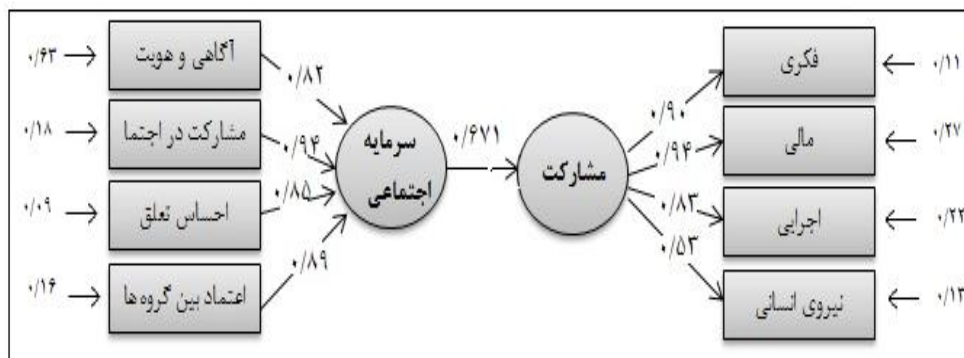 آگاهی و هویت
۰/۶۳
۰/۸۲
مشارکت در اجتما
۰/۱۸
۰/۹۴
احساس تعلق
۰/۰۹
۰/۸۵
اعتماد بین گروه‌ها
۰/۱۶
۰/۸۹
سرمایه
اجتماعی
۰/۶۷۱
مشارکت
۰/۹۰
فکری
۰/۱۱
۰/۹۴
مالی
۰/۲۷
۰/۸۳
اجرایی
۰/۲۲
۰/۵۳
نیروی انسانی
۰/۱۳